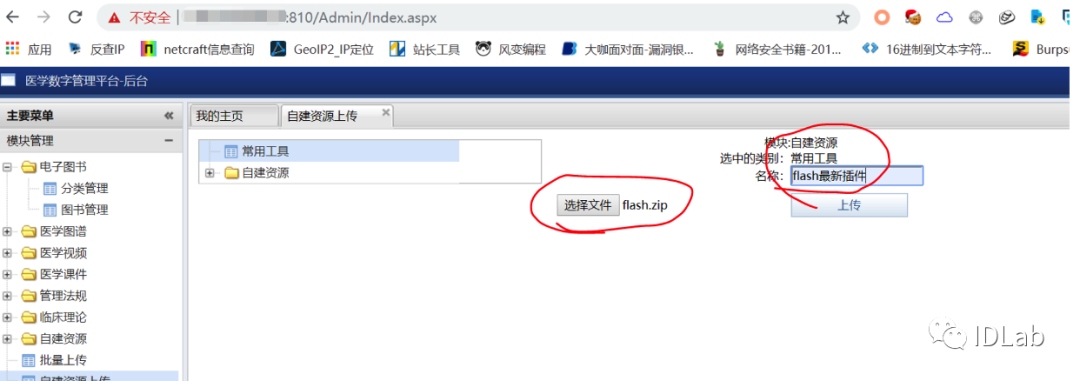 不安全 | :810/Admin/Index.aspx
应用 反查IP netcraft信息查询 GeoIP2_IP定位 站长工具 风变编程 大咖面对面-漏洞银... 网络安全书籍-201... 16进制到文本字符... Burps
医学数字管理平台-后台
主要菜单 « 我的主页 自建资源上传 ×
模块管理 −
电子图书
分类管理
图书管理
医学图谱
医学视频
医学课件
管理法规
临床理论
自建资源
批量上传
自建资源上传
常用工具
自建资源
选择文件 flash.zip
模块:自建资源
选中的类别: 常用工具
名称: flash最新插件
上传
IDLab